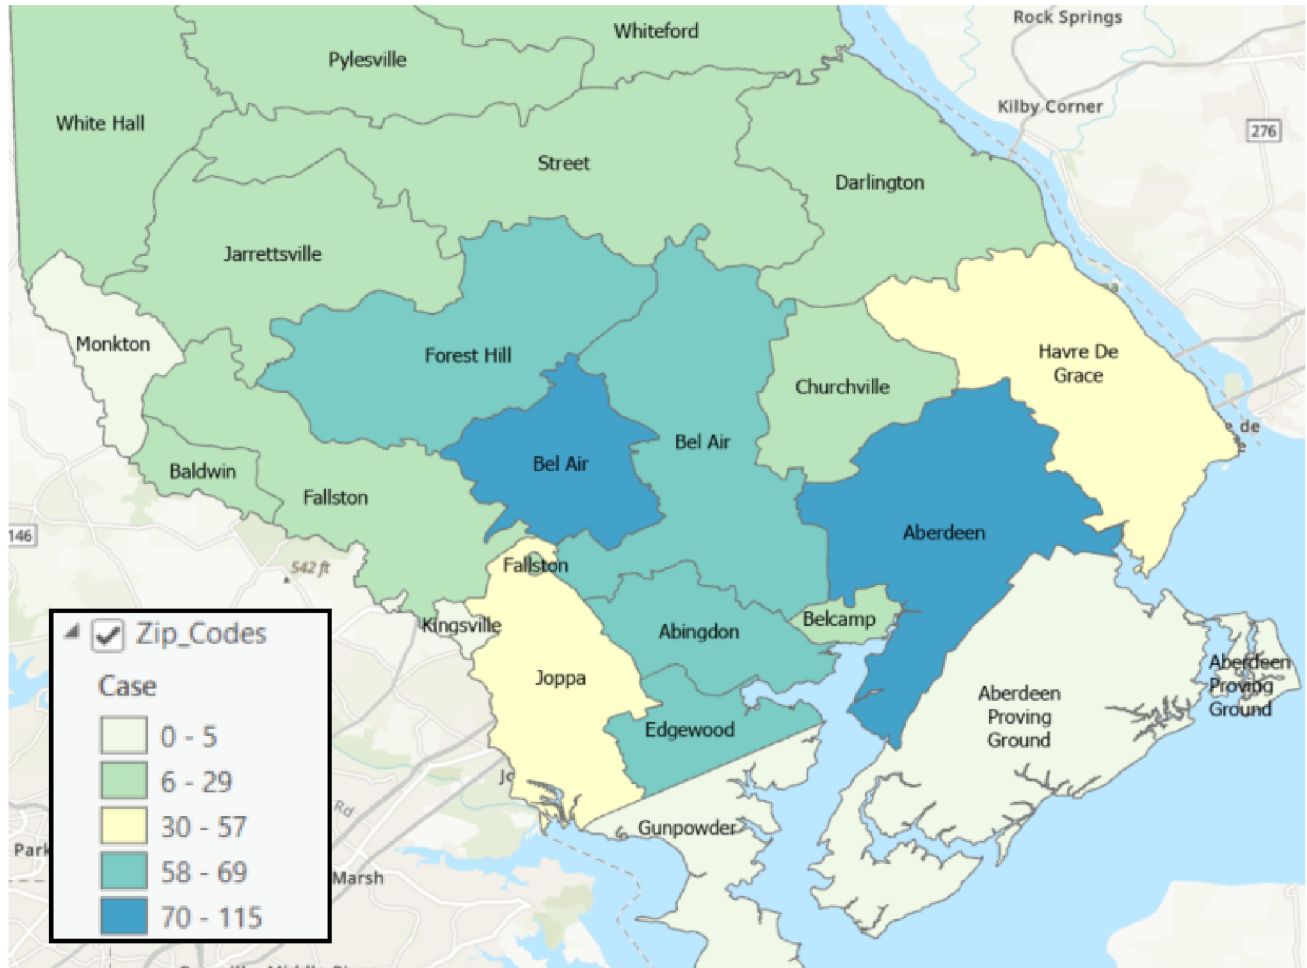 Whiteford
Rock Springs
Pylesville
Kilby Corner
White Hall
276
Street
Darlington
Jarrettsville
Monkton
Forest Hill
Havre De
Grace
Churchville
Bel Air
Bel Air
Baldwin
Fallston
146
Aberdeen
542 ft
Fallston
Belcamp
Kingsville
Abingdon
Joppa
Edgewood
Aberdeen
Proving
Ground
Aberdeen
Proving
Ground
Gunpowder
Rd
Park
Marsh
Zip_Codes
Case
0 - 5
6 - 29
30 - 57
58 - 69
70 - 115